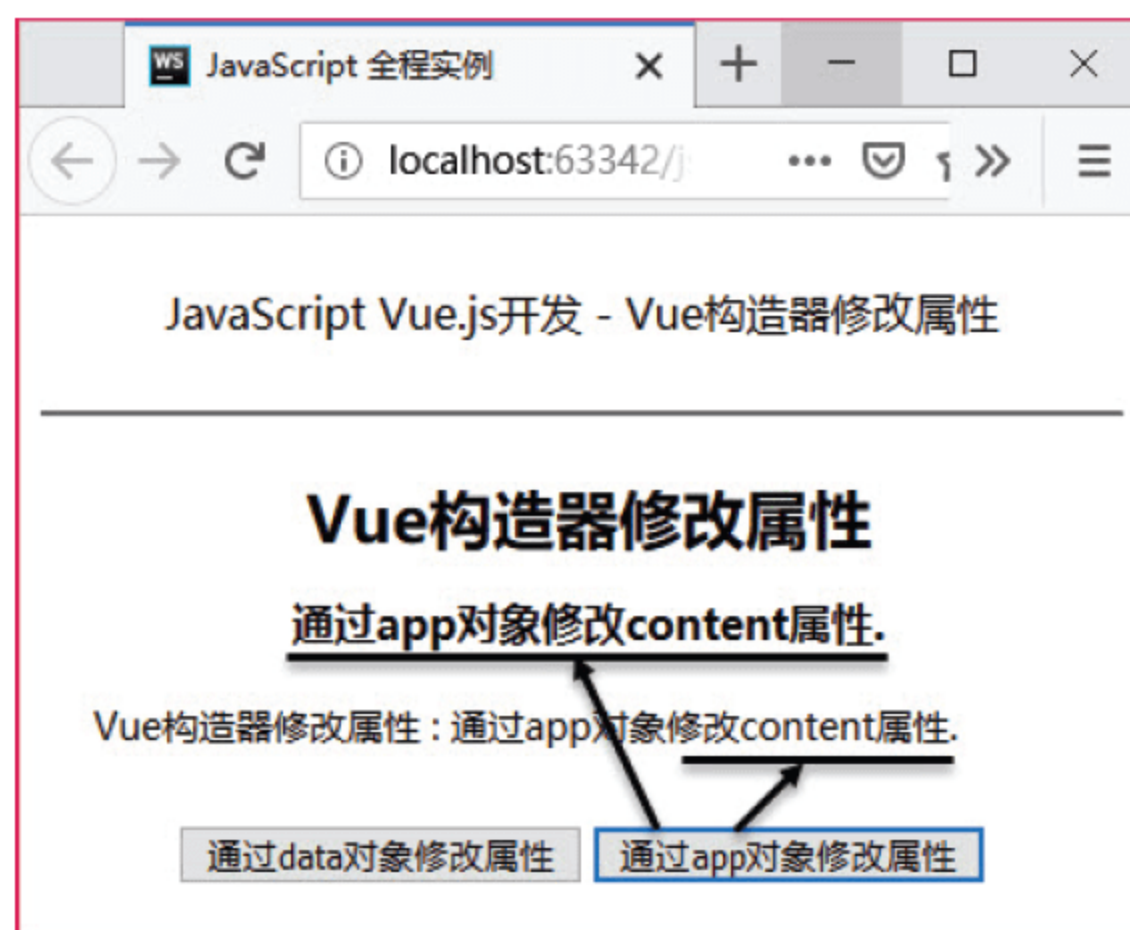 WS JavaScript 全程实例
localhost:63342/j
JavaScript Vue.js开发 - Vue构造器修改属性
Vue构造器修改属性
通过app对象修改content属性.
Vue构造器修改属性 : 通过app对象修改content属性.
通过data对象修改属性 通过app对象修改属性